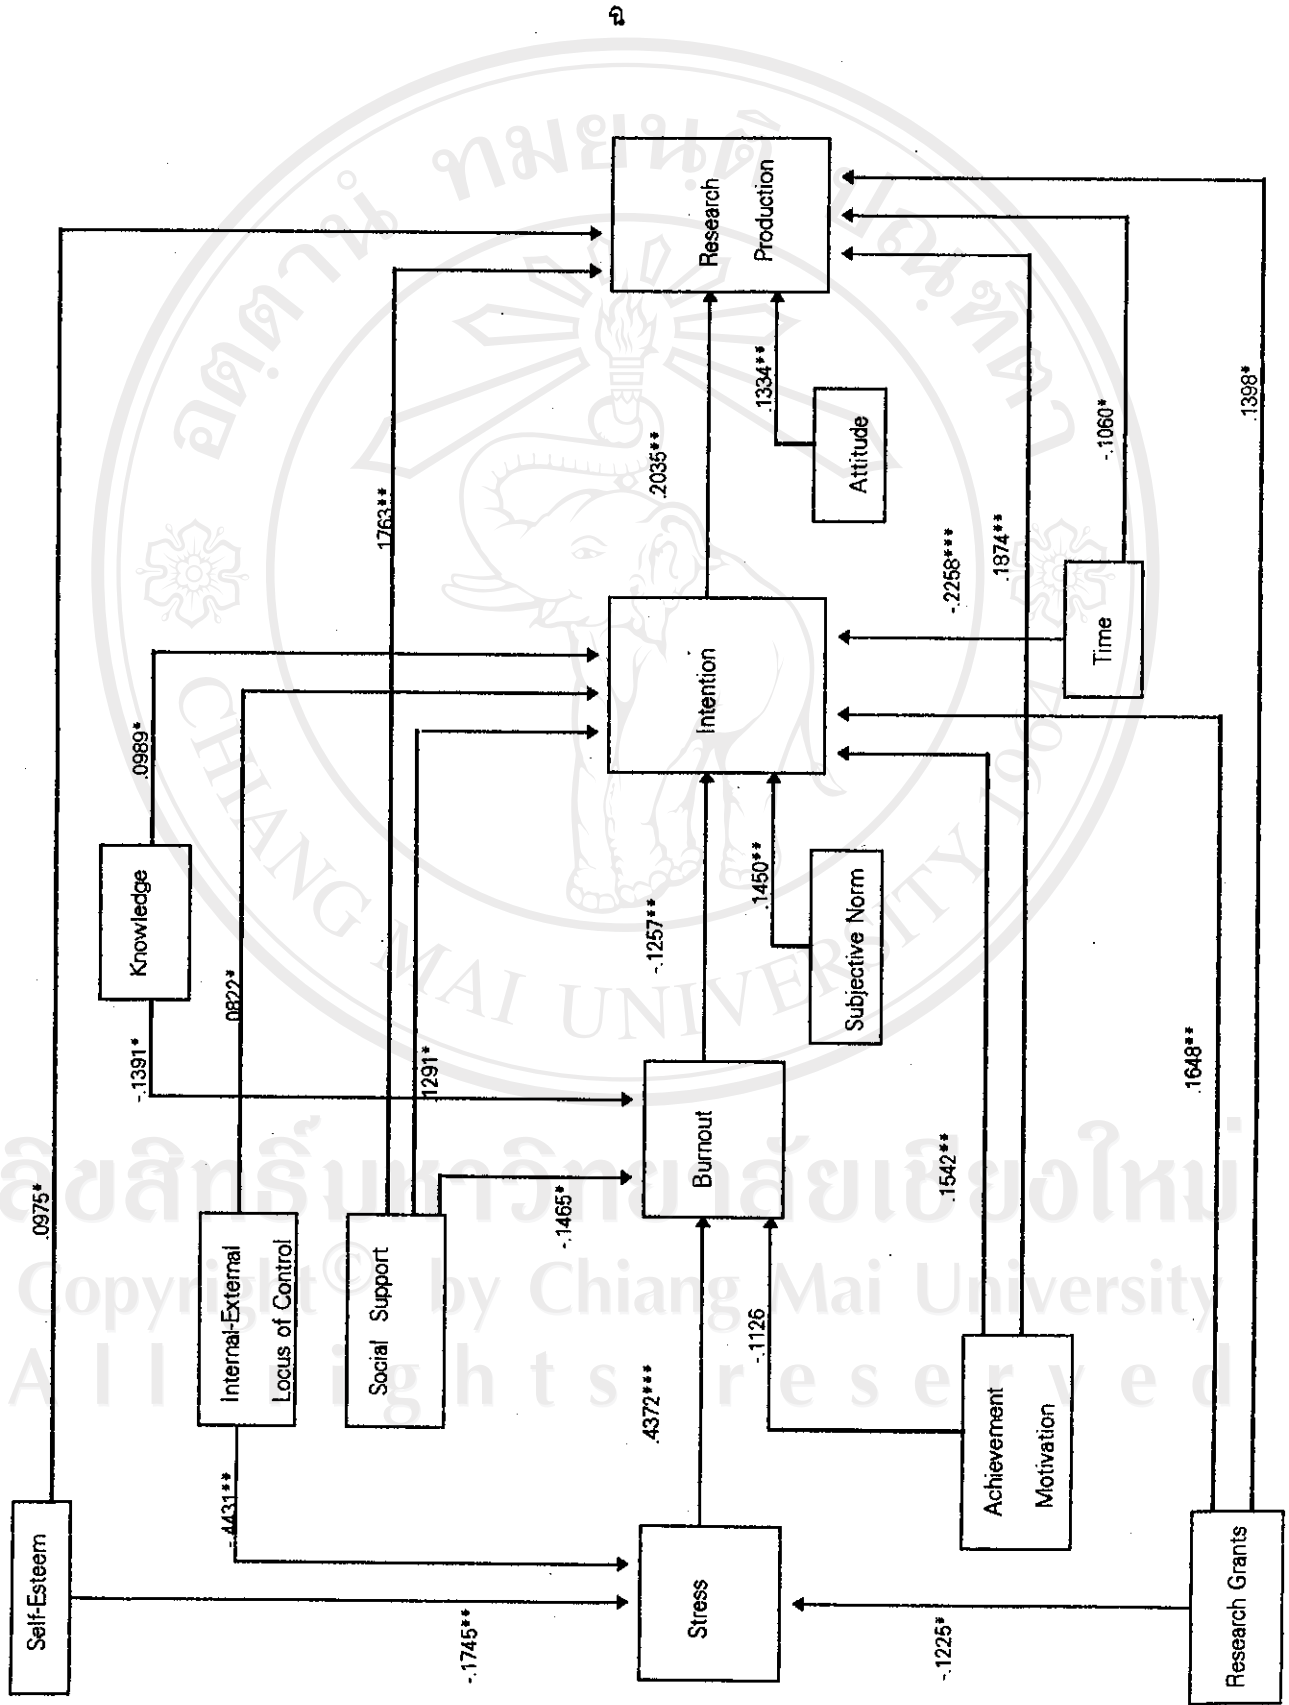 ฉ
Self-Esteem
.0975*
-.1745**
Knowledge
.0989*
-.1391*
Internal-External
Locus of Control
.0822*
-.4431**
Social Support
1763**
.1291*
-.1465*
Stress
.4372***
Burnout
-.1257**
Intention
.2035**
Research
Production
-.1126
Subjective Norm
.1450**
Attitude
.1334**
Achievement
Motivation
.1542**
.1874**
Time
-.2258***
-.1060*
Research Grants
-.1225*
.1648**
.1398*
CHIANG MAI UNIVERSITY 1964
ลิขสิทธิ์มหาวิทยาลัยเชียงใหม่
Copyright © by Chiang Mai University
All rights reserved